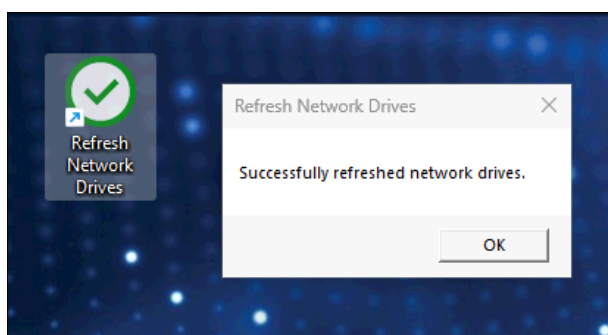 Refresh
Network
Drives
Refresh Network Drives
Successfully refreshed network drives.
OK